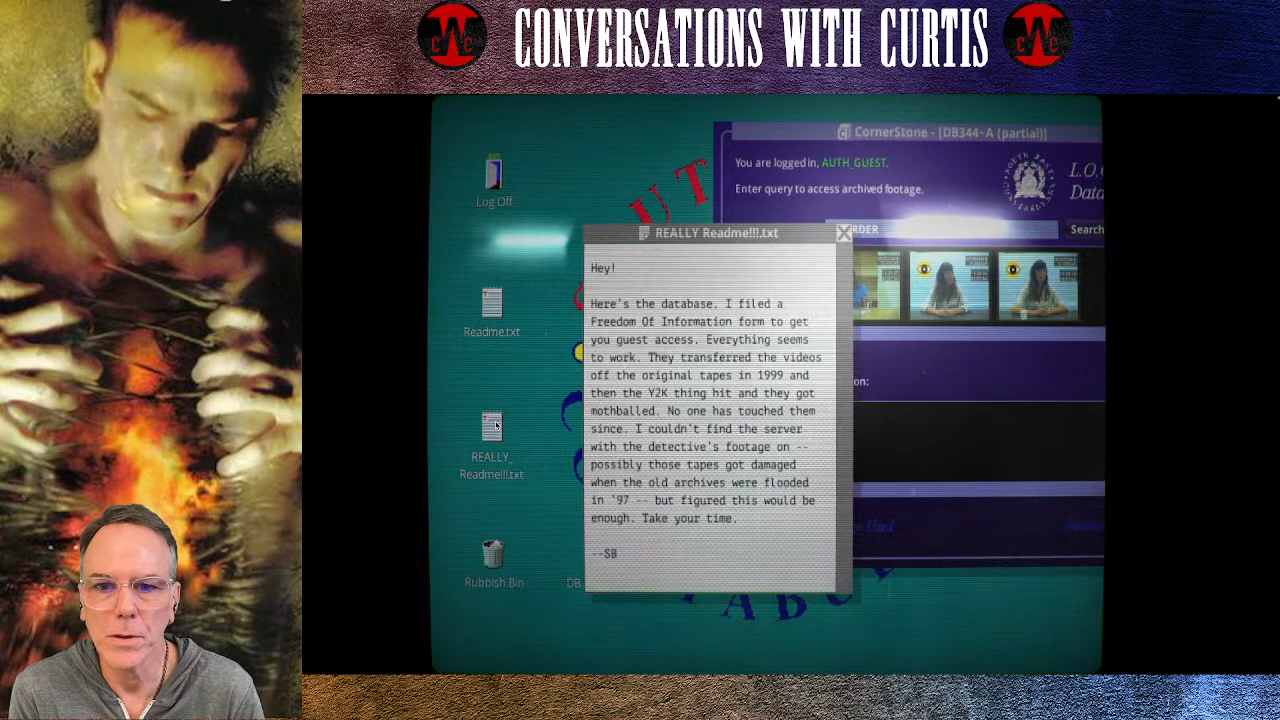 CONVERSATIONS WITH CURTIS
CornerStone - [DB344~A (partial)]
You are logged in, AUTH_GUEST.
Enter query to access archived footage.
L.O.
Data
RDER
Search
Log Off
Readme.txt
REALLY_
Readme!!!.txt
Rubbish Bin
DB
REALLY Readme!!!.txt
Hey!
Here's the database. I filed a
Freedom Of Information form to get
you guest access. Everything seems
to work. They transferred the videos
off the original tapes in 1999 and
then the Y2K thing hit and they got
mothballed. No one has touched them
since. I couldn't find the server
with the detective's footage on --
possibly those tapes got damaged
when the old archives were flooded
in '97 -- but figured this would be
enough. Take your time.
--SB
on:
UT